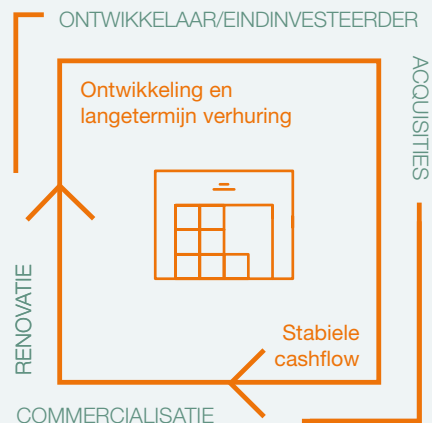 ONTWIKKELAAR/EINDINVESTEERDER
ACQUISITIES
Ontwikkeling en
langetermijn verhuring
Stabiele
cashflow
RENOVATIE
COMMERCIALISATIE